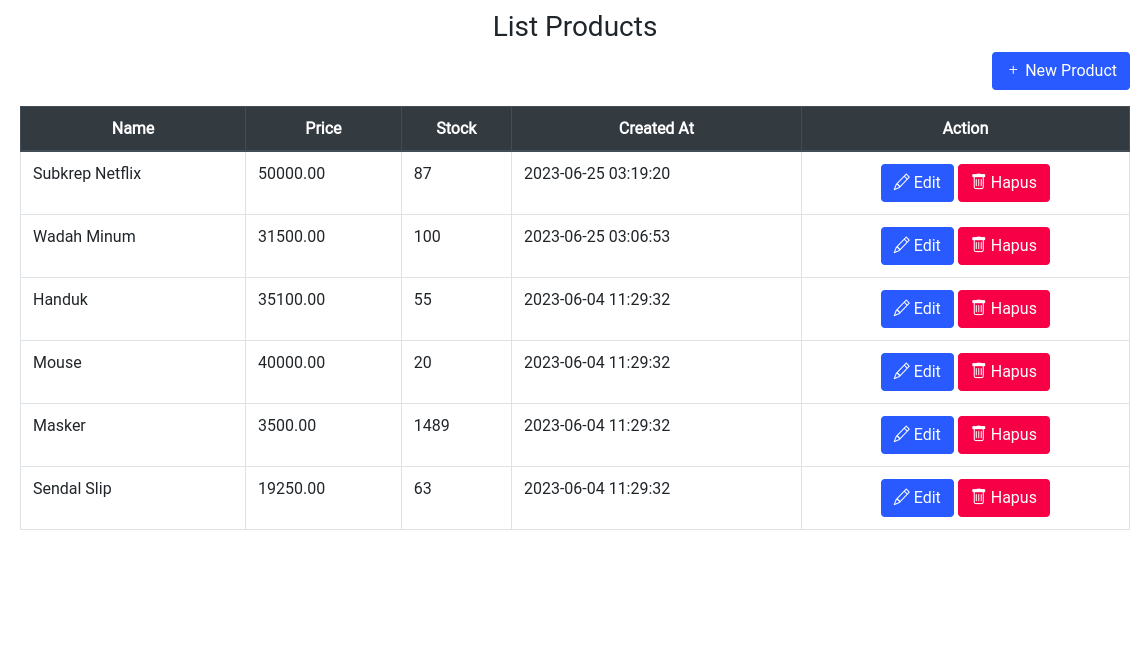 List Products
+ New Product
Name Price Stock Created At Action
Subkrep Netflix 50000.00 87 2023-06-25 03:19:20 Edit Hapus
Wadah Minum 31500.00 100 2023-06-25 03:06:53 Edit Hapus
Handuk 35100.00 55 2023-06-04 11:29:32 Edit Hapus
Mouse 40000.00 20 2023-06-04 11:29:32 Edit Hapus
Masker 3500.00 1489 2023-06-04 11:29:32 Edit Hapus
Sendal Slip 19250.00 63 2023-06-04 11:29:32 Edit Hapus